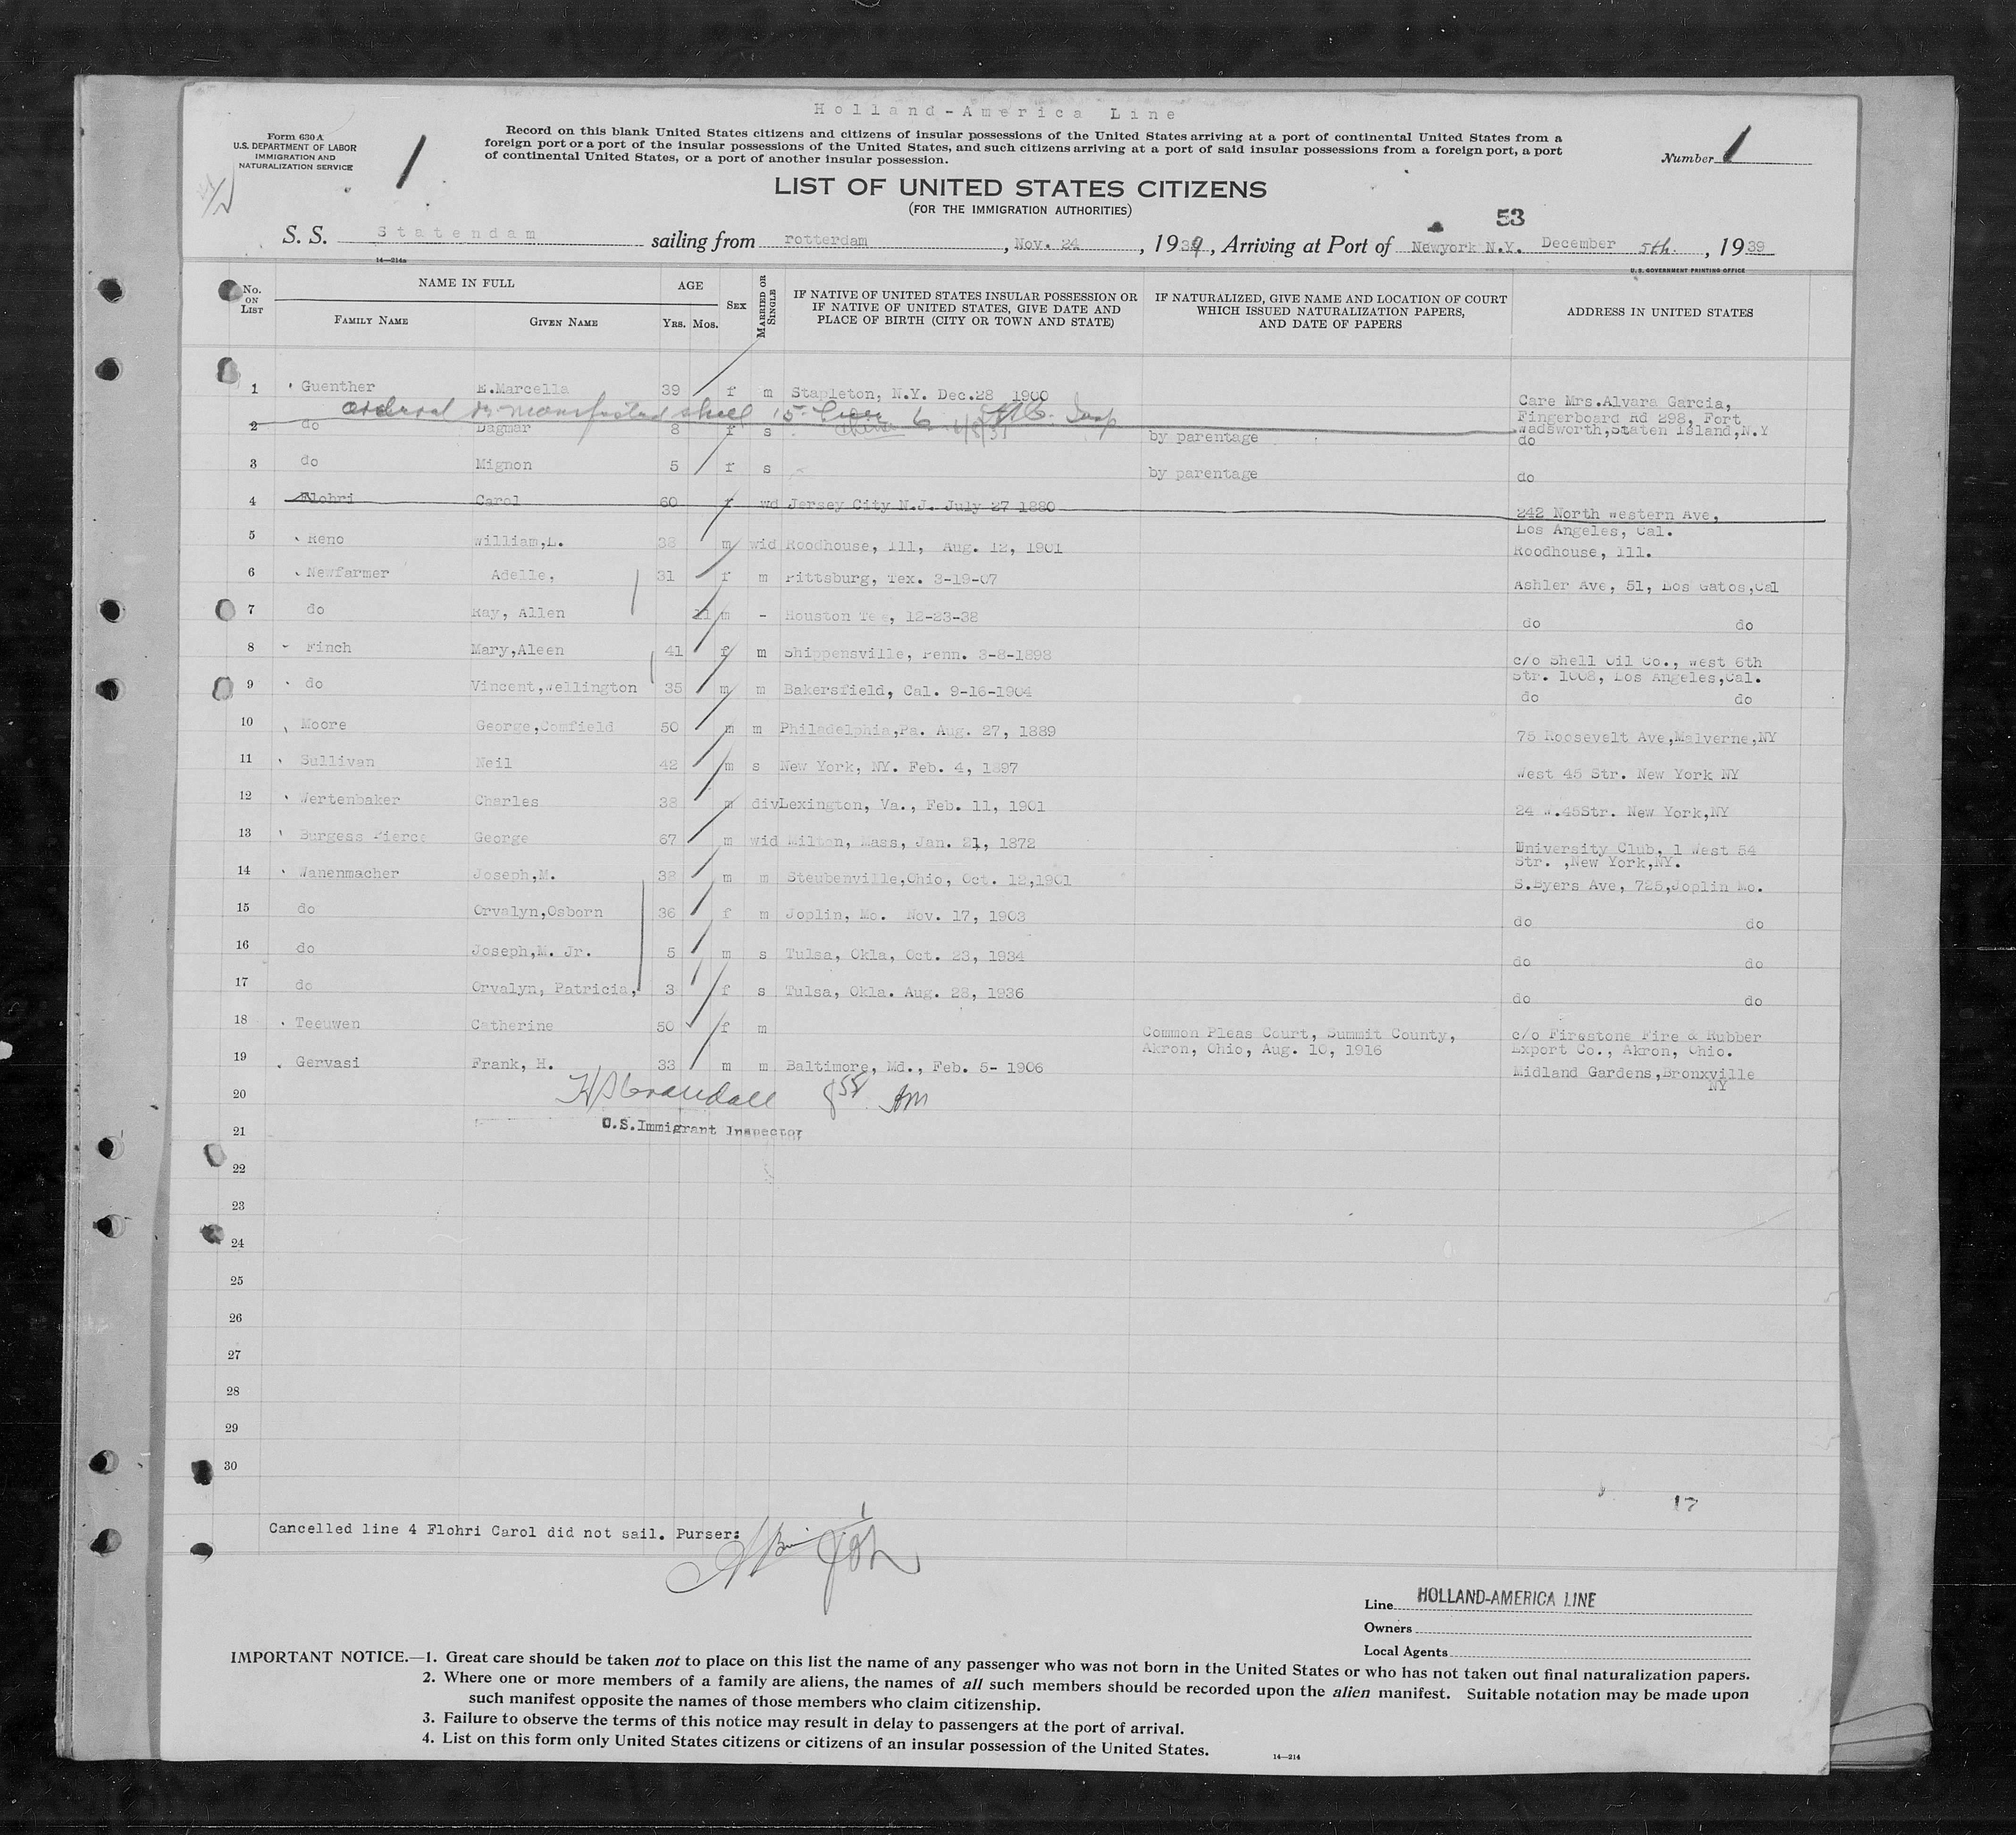 Holland-America Line
Form 630 A
U.S. DEPARTMENT OF LABOR
IMMIGRATION AND
NATURALIZATION SERVICE
1
Record on this blank United States citizens and citizens of insular possessions of the United States arriving at a port of continental United States from a
foreign port or a port of the insular possessions of the United States, and such citizens arriving at a port of said insular possessions from a foreign port, a port
of continental United States, or a port of another insular possession.
Number 1
LIST OF UNITED STATES CITIZENS
(FOR THE IMMIGRATION AUTHORITIES)
53
S. S. Statendam sailing from rotterdam, Nov. 24, 1939, Arriving at Port of Newyork N.Y. December 5th, 1939
14—214a
U.S. GOVERNMENT PRINTING OFFICE
No. ON LIST NAME IN FULL FAMILY NAME GIVEN NAME AGE YRS. MOS. SEX MARRIED OR SINGLE
IF NATIVE OF UNITED STATES INSULAR POSSESSION OR
IF NATIVE OF UNITED STATES, GIVE DATE AND
PLACE OF BIRTH (CITY OR TOWN AND STATE)
IF NATURALIZED, GIVE NAME AND LOCATION OF COURT
WHICH ISSUED NATURALIZATION PAPERS,
AND DATE OF PAPERS
ADDRESS IN UNITED STATES
1 Guenther E.Marcella 39 f m Stapleton, N.Y. Dec.28 1900 Care Mrs.Alvara Garcia,
Fingerboard Rd 298, Fort
Wadsworth,Staten Island,N.Y
sheet 15 line 6
2 do Dagmar 8 f s by parentage do
3 do Mignon 5 f s by parentage do
4 Flohri Carol 60 f wd Jersey City N.J. July 27 1880 242 North western Ave,
Los Angeles, Cal.
5 Reno William,L. 38 m wid Roodhouse, Ill, Aug. 12, 1901 Roodhouse, Ill.
6 Newfarmer Adelle, 31 f m Pittsburg, Tex. 3-19-07 Ashler Ave, 51, Los Gatos,Cal
7 do Ray, Allen 11 m - Houston Tex, 12-23-38 do do
8 Finch Mary,Aleen 41 f m Shippensville, Penn. 3-8-1898 c/o Shell Oil Co., West 6th
Str. 1008, Los Angeles,Cal.
9 do Vincent,Wellington 35 m m Bakersfield, Cal. 9-16-1904 do do
10 Moore George,Comfield 50 m m Philadelphia,Pa. Aug. 27, 1889 75 Roosevelt Ave,Malverne,NY
11 Sullivan Neil 42 m s New York, NY. Feb. 4, 1897 West 45 Str. New York NY
12 Wertenbaker Charles 38 m div Lexington, Va., Feb. 11, 1901 24 W.45Str. New York,NY
13 Burgess Pierce George 67 m wid Milton, Mass, Jan. 21, 1872 University Club, 1 West 54
Str. ,New York,NY.
14 Wanenmacher Joseph,M. 38 m m Steubenville,Ohio, Oct. 12,1901 S.Byers Ave, 725,Joplin Mo.
15 do Orvalyn,Osborn 36 f m Joplin, Mo. Nov. 17, 1903 do do
16 do Joseph,M. Jr. 5 m s Tulsa, Okla, Oct. 23, 1934 do do
17 do Orvalyn, Patricia, 3 f s Tulsa, Okla. Aug. 28, 1936 do do
18 Teeuwen Catherine 50 f m Common Pleas Court, Summit County, c/o Firestone Fire & Rubber
Akron, Ohio, Aug. 10, 1916 Export Co., Akron, Ohio.
19 Gervasi Frank, H. 33 m m Baltimore, Md., Feb. 5- 1906 Midland Gardens,Bronxville
NY
20 Crandall 855 AM
21 U.S.Immigrant Inspector
22
23
24
25
26
27
28
29
30
17
Cancelled line 4 Flohri Carol did not sail. Purser:
Line HOLLAND-AMERICA LINE
Owners
Local Agents
IMPORTANT NOTICE.—1. Great care should be taken not to place on this list the name of any passenger who was not born in the United States or who has not taken out final naturalization papers.
2. Where one or more members of a family are aliens, the names of all such members should be recorded upon the alien manifest. Suitable notation may be made upon
such manifest opposite the names of those members who claim citizenship.
3. Failure to observe the terms of this notice may result in delay to passengers at the port of arrival.
4. List on this form only United States citizens or citizens of an insular possession of the United States.
14—214